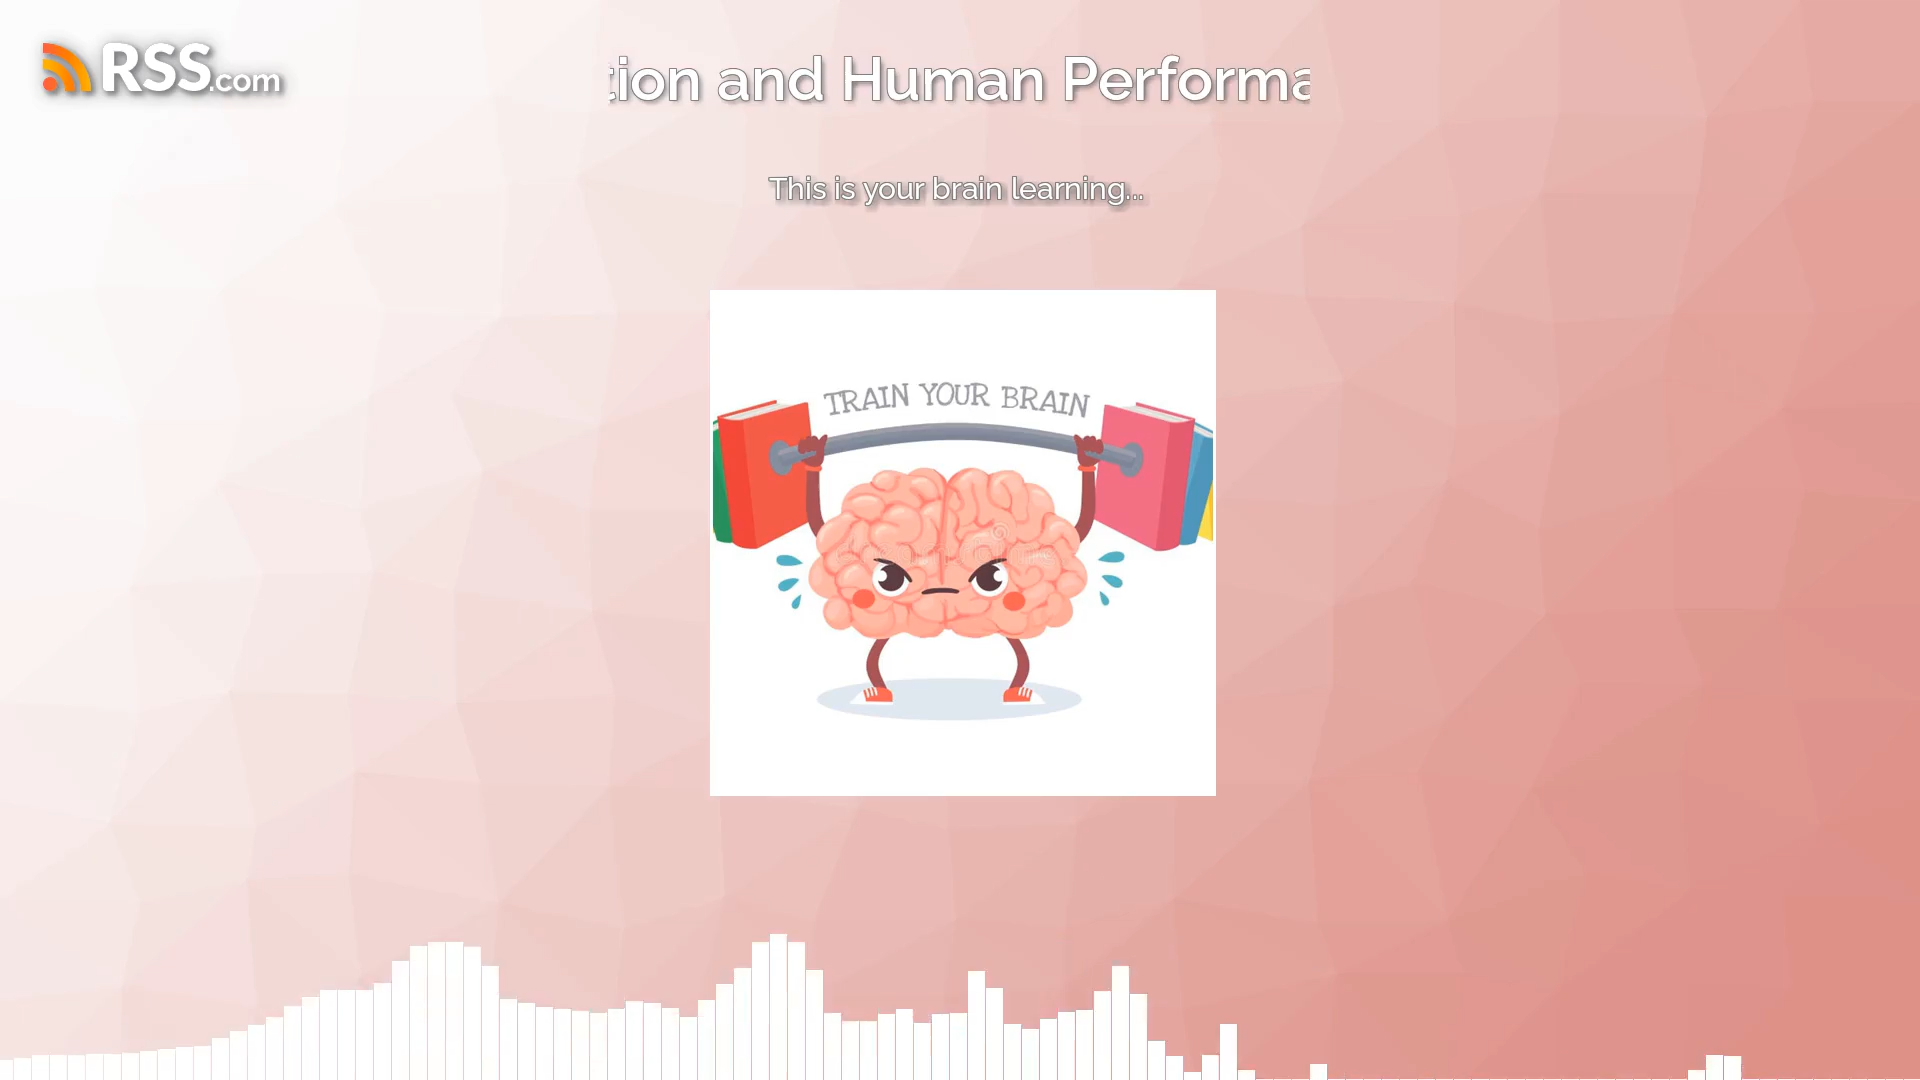 RSS.com
tion and Human Performa
This is your brain learning...
TRAIN YOUR BRAIN